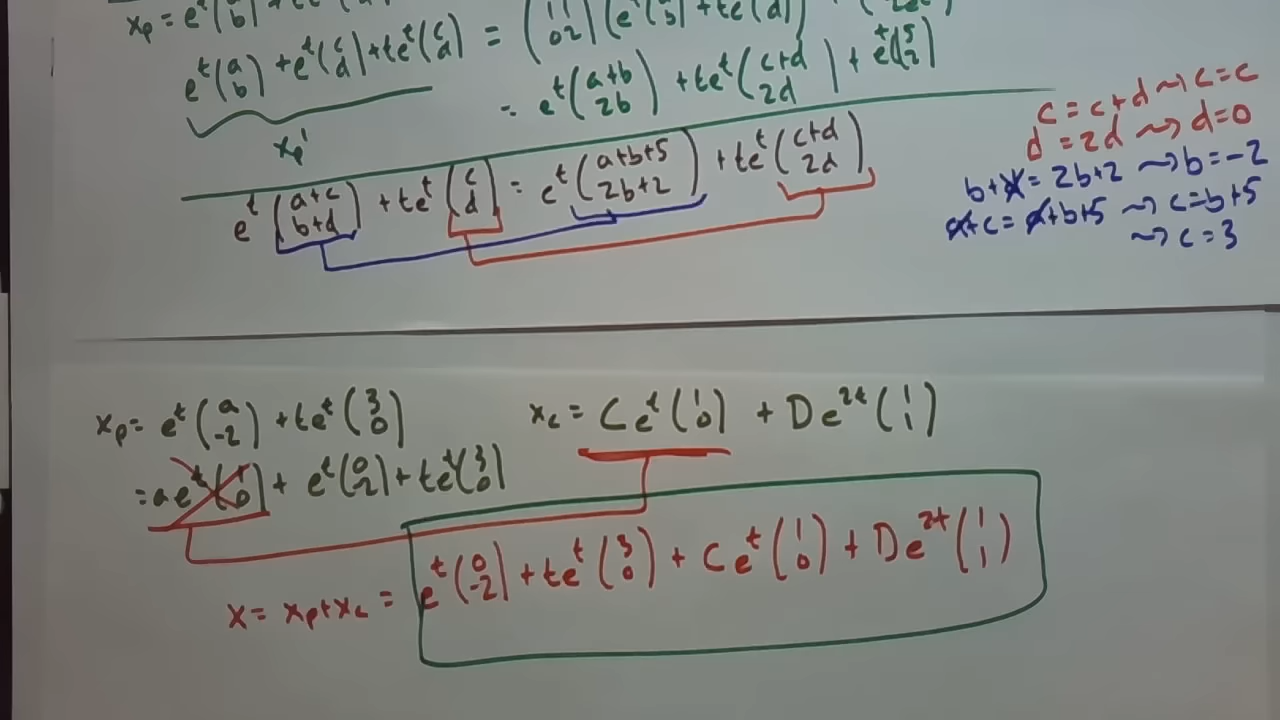 x_p = e^t (a b) + te^t (
e^t (a b) + e^t (c d) + te^t (c d) = (1 1 0 2) (e^t (a b) + te^t (c d))
x_p'
= e^t (a+b 2b) + te^t (c+d 2d) + e^t (5 2)
e^t (a+c b+d) + te^t (c d) = e^t (a+b+5 2b+2) + te^t (c+d 2d)
c = c+d ⇝ c=c
d = 2d ⇝ d=0
b+d = 2b+2 ⇝ b=-2
a+c = a+b+5 ⇝ c=b+5
⇝ c=3
x_p = e^t (a -2) + te^t (3 0)
x_c = Ce^t (1 0) + De^{2t} (1 1)
= ae^t (1 0) + e^t (0 -2) + te^t (3 0)
x = x_p+x_c = e^t (0 -2) + te^t (3 0) + Ce^t (1 0) + De^{2t} (1 1)